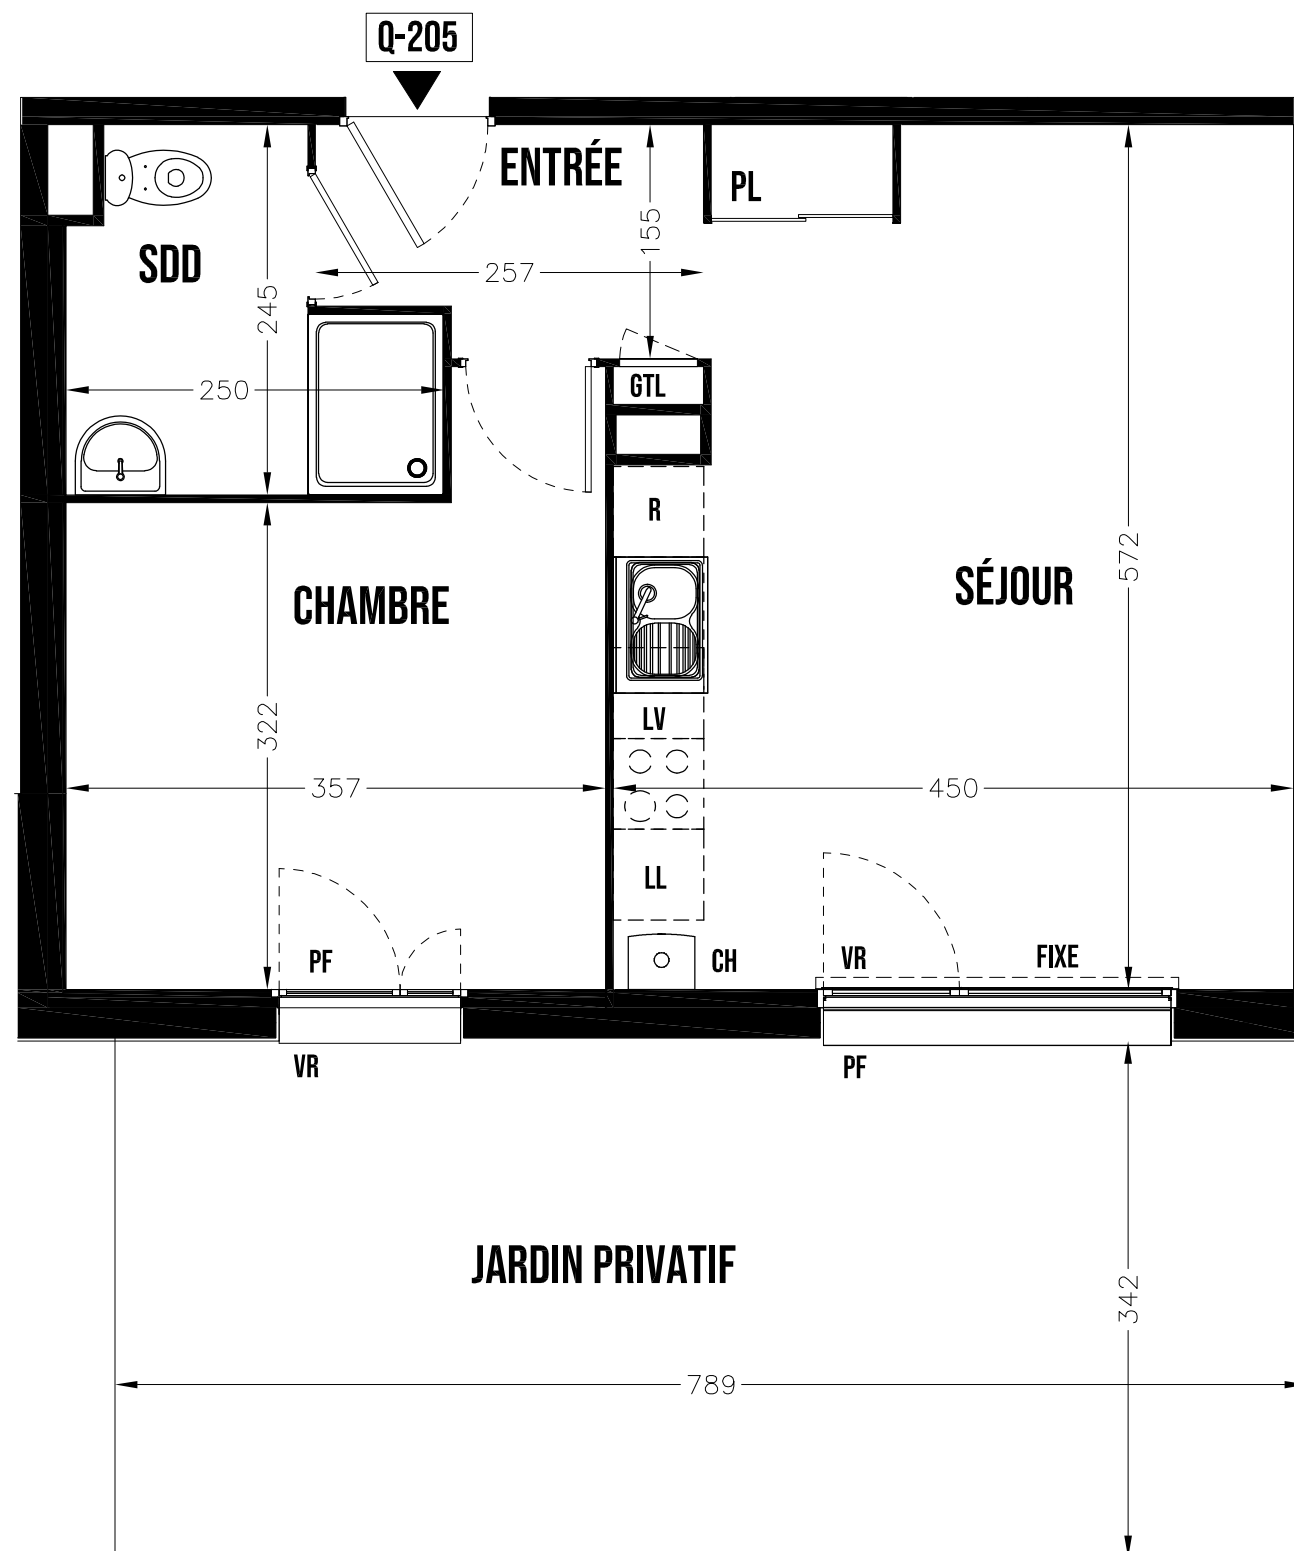 Q-205
ENTRÉE
PL
SDD
155
257
245
250
GTL
R
572
CHAMBRE
SÉJOUR
LV
322
357
450
LL
PF
CH
VR
FIXE
VR
PF
JARDIN PRIVATIF
342
789